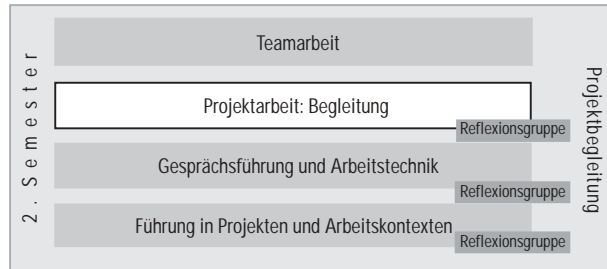 2. Semester
Teamarbeit
Projektarbeit: Begleitung
Reflexionsgruppe
Gesprächsführung und Arbeitstechnik
Reflexionsgruppe
Führung in Projekten und Arbeitskontexten
Reflexionsgruppe
Projektbegleitung